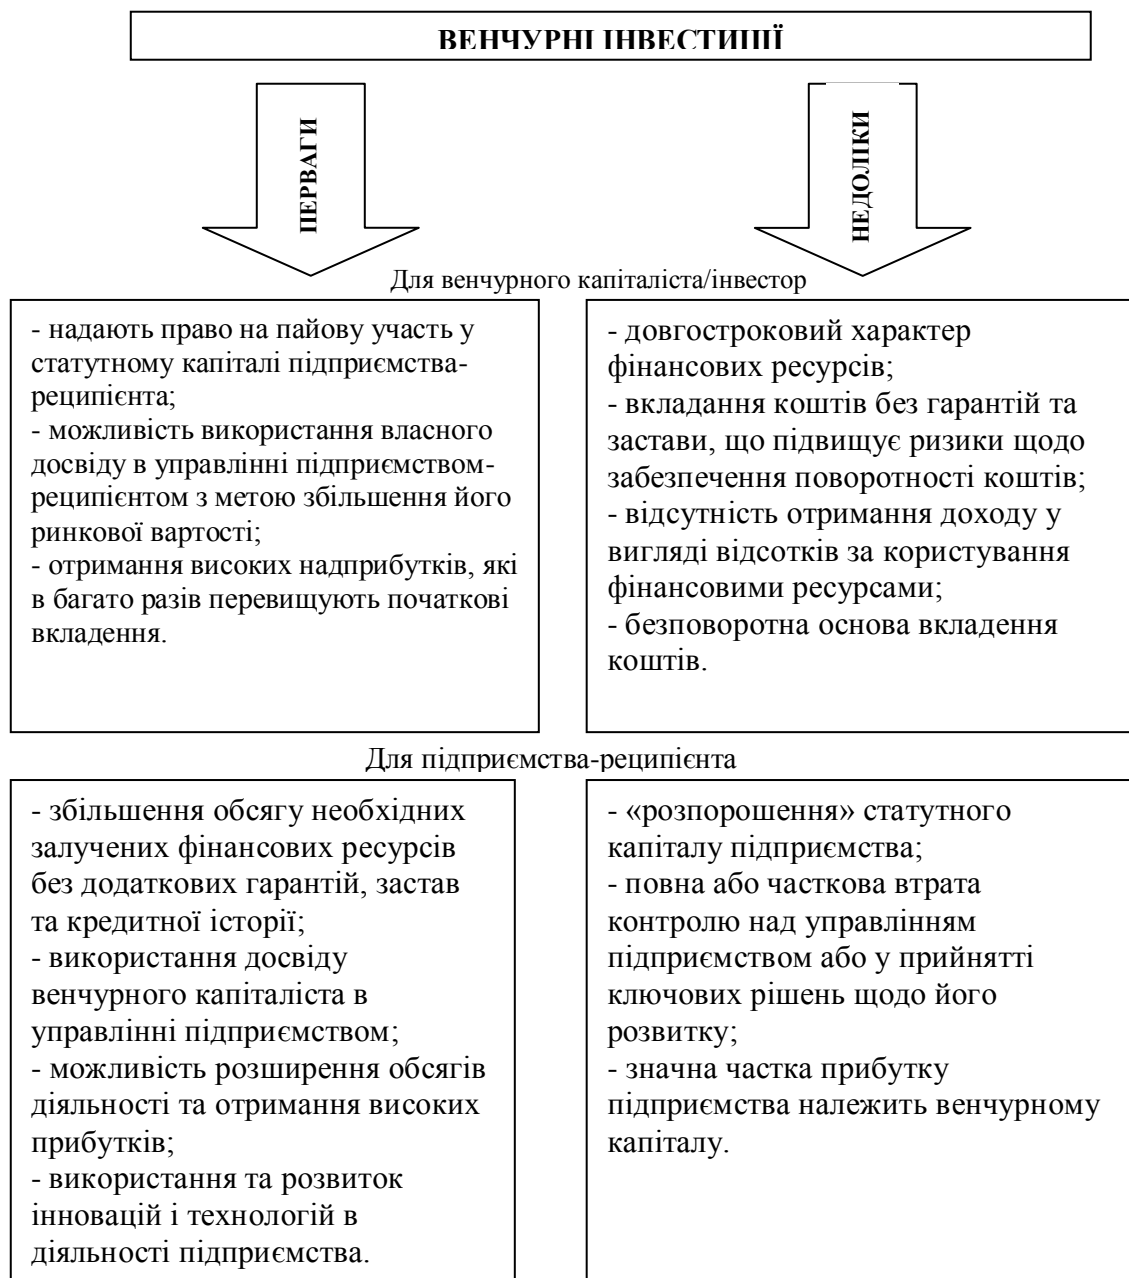 ВЕНЧУРНІ ІНВЕСТИЦІЇ
ПЕРВАГИ
НЕДОЛІКИ
Для венчурного капіталіста/інвестор
- надають право на пайову участь у
статутному капіталі підприємства-
реципієнта;
- можливість використання власного
досвіду в управлінні підприємством-
реципієнтом з метою збільшення його
ринкової вартості;
- отримання високих надприбутків, які
в багато разів перевищують початкові
вкладення.
- довгостроковий характер
фінансових ресурсів;
- вкладання коштів без гарантій та
застави, що підвищує ризики щодо
забезпечення поворотності коштів;
- відсутність отримання доходу у
вигляді відсотків за користування
фінансовими ресурсами;
- безповоротна основа вкладення
коштів.
Для підприємства-реципієнта
- збільшення обсягу необхідних
залучених фінансових ресурсів
без додаткових гарантій, застав
та кредитної історії;
- використання досвіду
венчурного капіталіста в
управлінні підприємством;
- можливість розширення обсягів
діяльності та отримання високих
прибутків;
- використання та розвиток
інновацій і технологій в
діяльності підприємства.
- «розпорошення» статутного
капіталу підприємства;
- повна або часткова втрата
контролю над управлінням
підприємством або у прийнятті
ключових рішень щодо його
розвитку;
- значна частка прибутку
підприємства належить венчурному
капіталу.